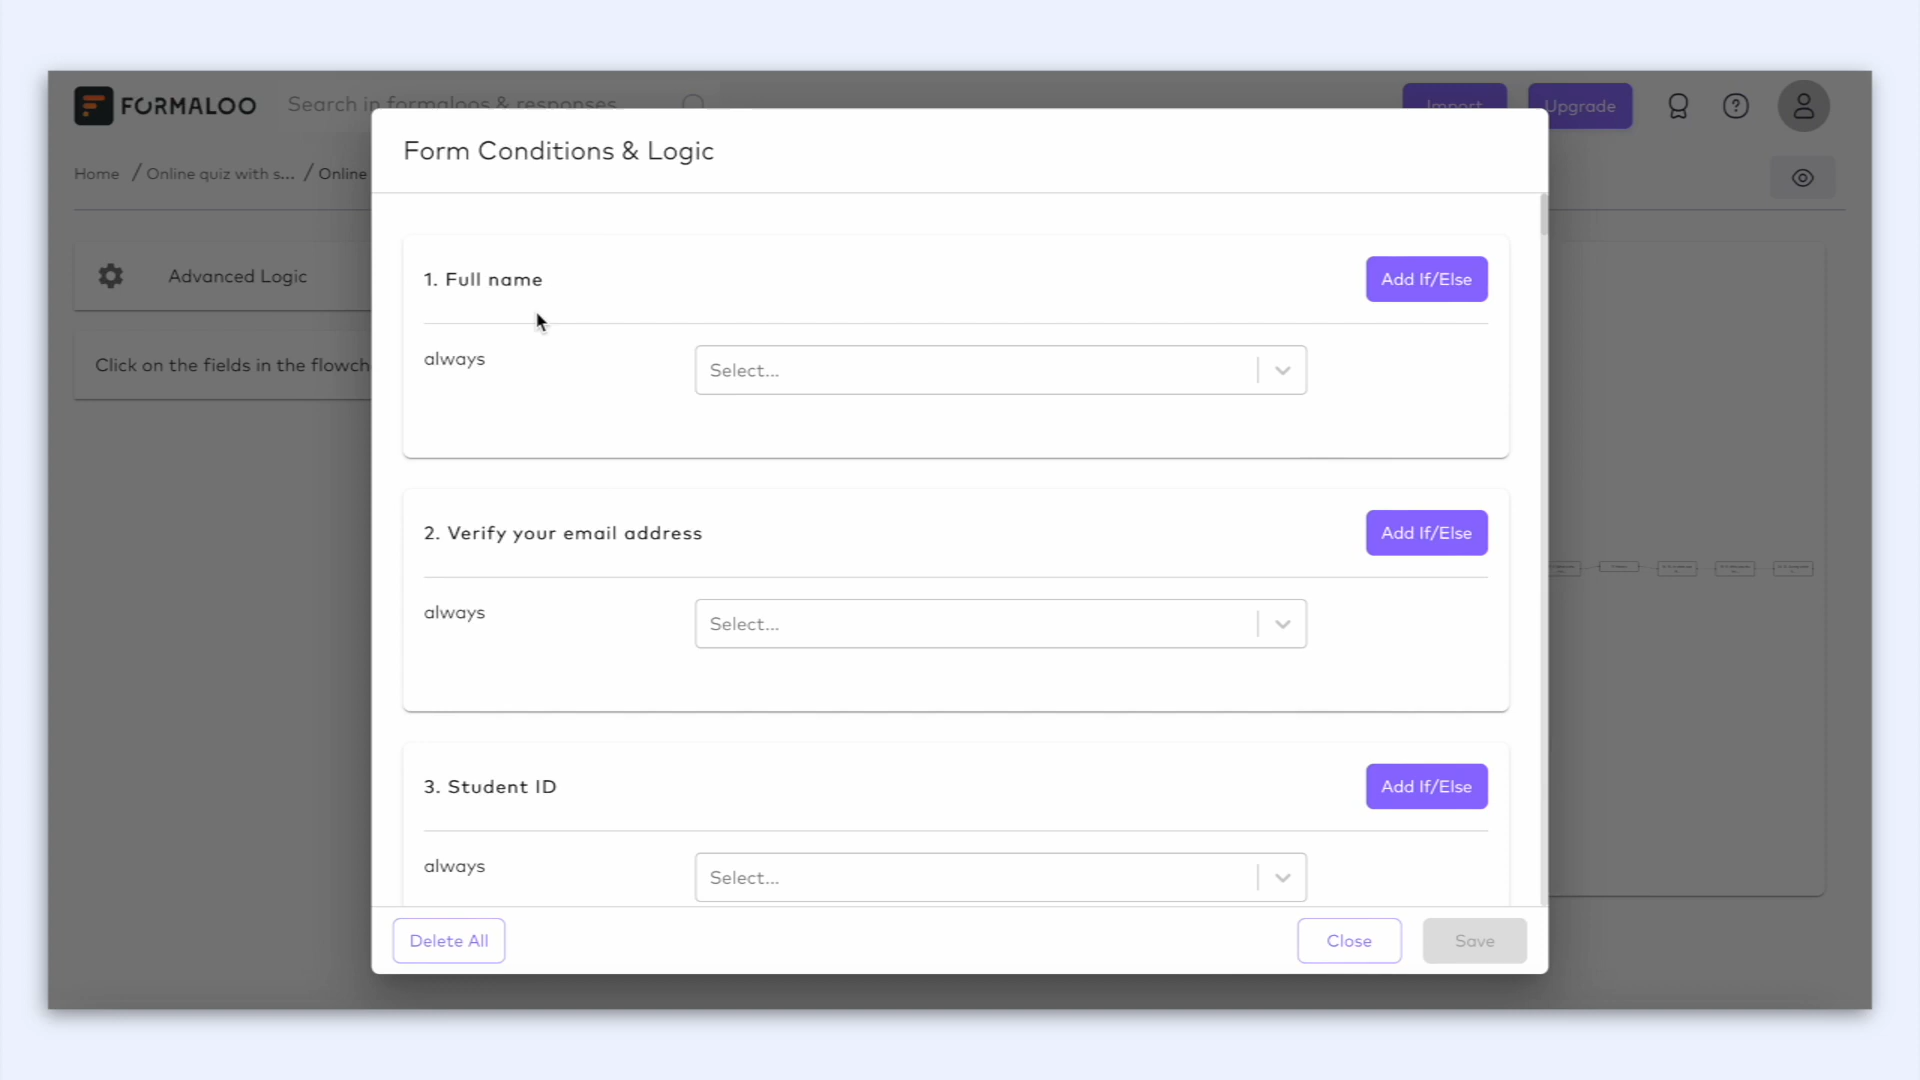 FORMALOO
Search in formaloos & responses
Import
Upgrade
Home / Online quiz with s... / Online
Advanced Logic
Click on the fields in the flowch
Form Conditions & Logic
1. Full name
Add If/Else
always
Select...
2. Verify your email address
Add If/Else
always
Select...
3. Student ID
Add If/Else
always
Select...
Delete All
Close
Save